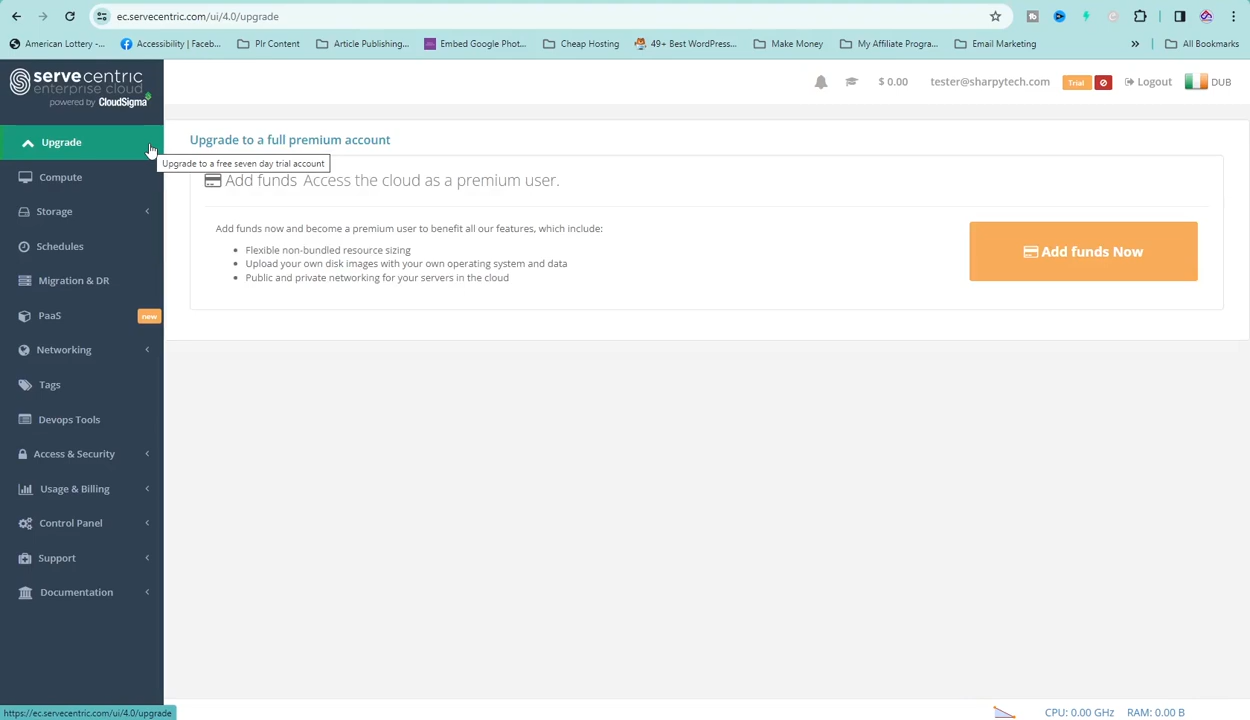 ec.servecentric.com/ui/4.0/upgrade
American Lottery -...
Accessibility | Faceb...
Plr Content
Article Publishing...
Embed Google Phot...
Cheap Hosting
49+ Best WordPress...
Make Money
My Affiliate Progra...
Email Marketing
»
All Bookmarks
servecentric
enterprise cloud
powered by CloudSigma
$ 0.00
tester@sharpytech.com
Trial
Logout
DUB
Upgrade
Upgrade to a free seven day trial account
Compute
Storage
Schedules
Migration & DR
PaaS
new
Networking
Tags
Devops Tools
Access & Security
Usage & Billing
Control Panel
Support
Documentation
Upgrade to a full premium account
Add funds Access the cloud as a premium user.
Add funds now and become a premium user to benefit all our features, which include:
Flexible non-bundled resource sizing
Upload your own disk images with your own operating system and data
Public and private networking for your servers in the cloud
Add funds Now
https://ec.servecentric.com/ui/4.0/upgrade
CPU: 0.00 GHz
RAM: 0.00 B